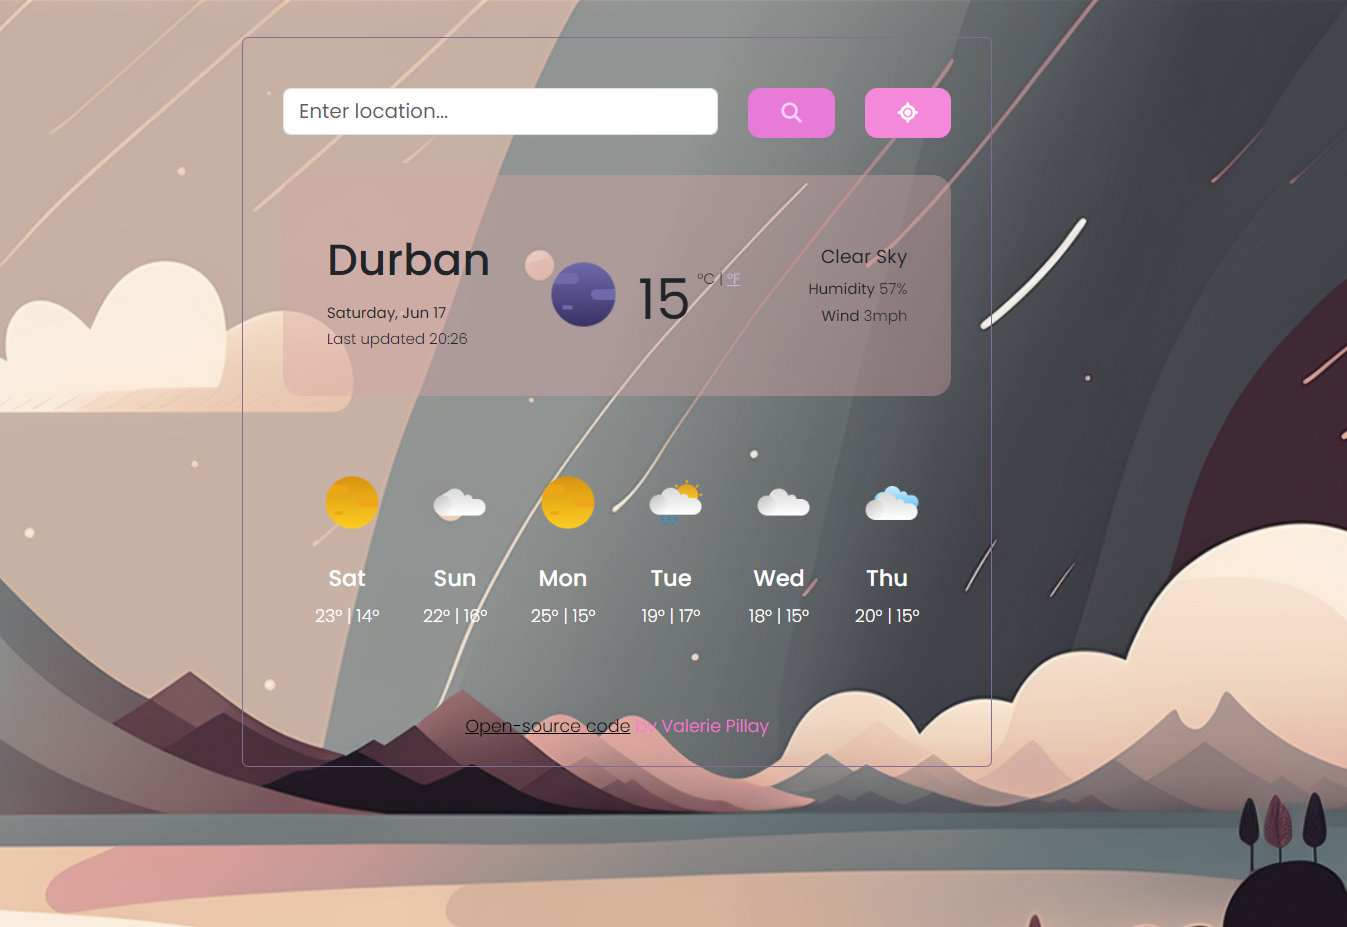 Enter location...
Durban
Saturday, Jun 17
Last updated 20:26
15 °C | °F
Clear Sky
Humidity 57%
Wind 3mph
Sat Sun Mon Tue Wed Thu
23° | 14° 22° | 16° 25° | 15° 19° | 17° 18° | 15° 20° | 15°
Open-source code by Valerie Pillay